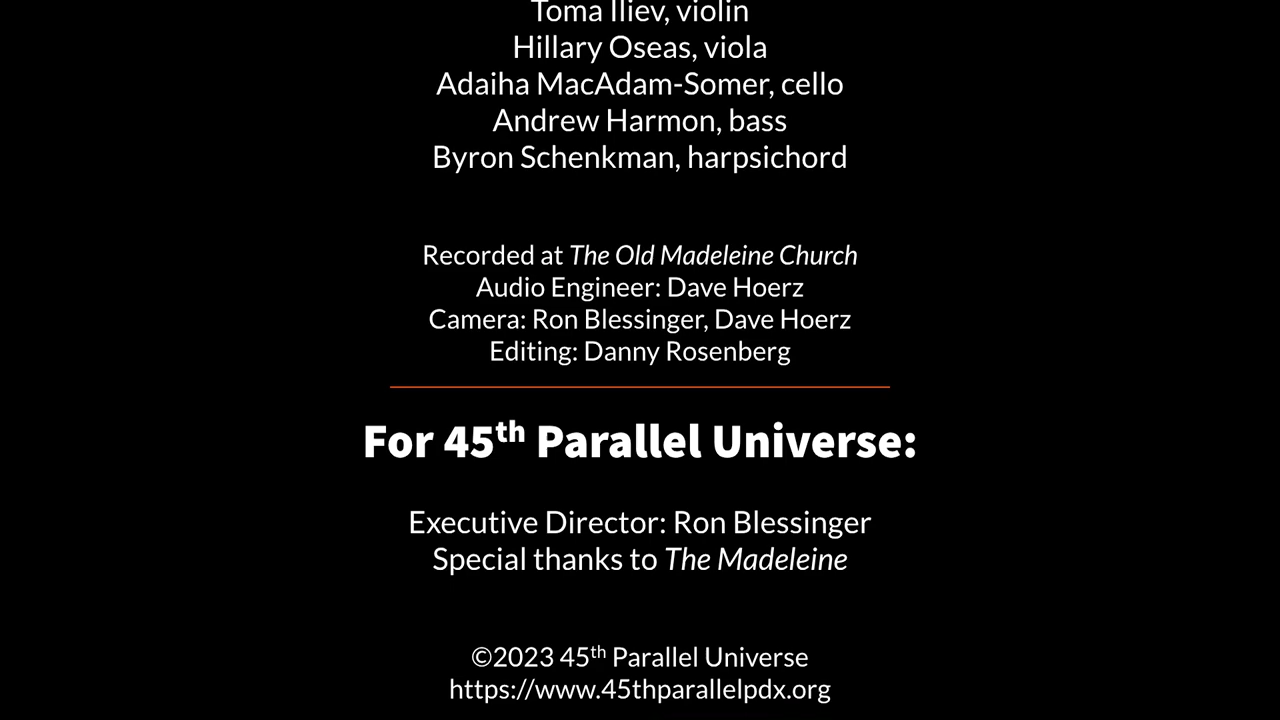 Toma Iliev, violin
Hillary Oseas, viola
Adaiha MacAdam-Somer, cello
Andrew Harmon, bass
Byron Schenkman, harpsichord
Recorded at The Old Madeleine Church
Audio Engineer: Dave Hoerz
Camera: Ron Blessinger, Dave Hoerz
Editing: Danny Rosenberg
For 45th Parallel Universe:
Executive Director: Ron Blessinger
Special thanks to The Madeleine
©2023 45th Parallel Universe
https://www.45thparallelpdx.org